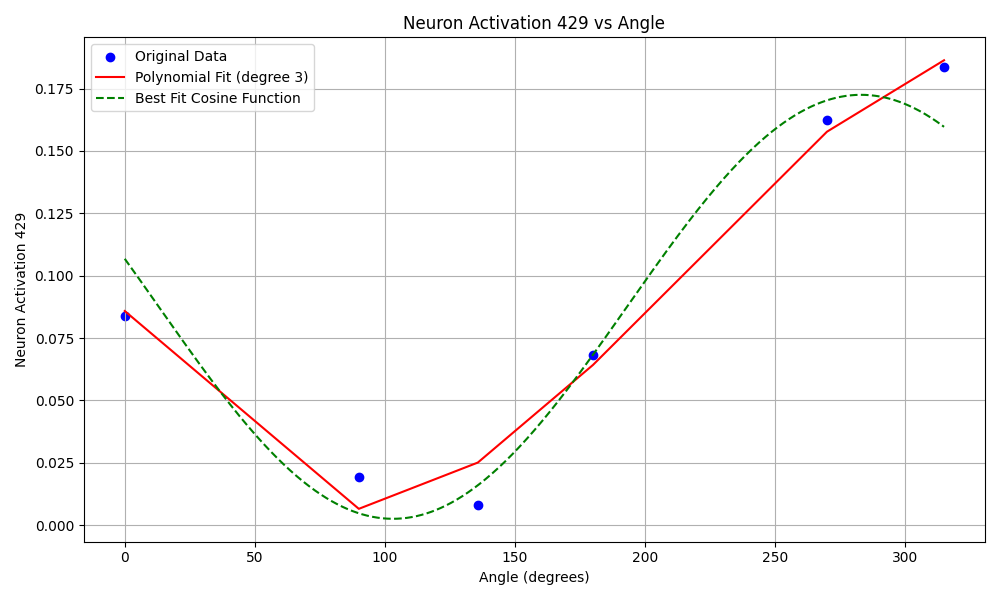 Neuron Activation 429 vs Angle
Original Data
Polynomial Fit (degree 3)
Best Fit Cosine Function
Neuron Activation 429
0.175
0.150
0.125
0.100
0.075
0.050
0.025
0.000
0 50 100 150 200 250 300
Angle (degrees)